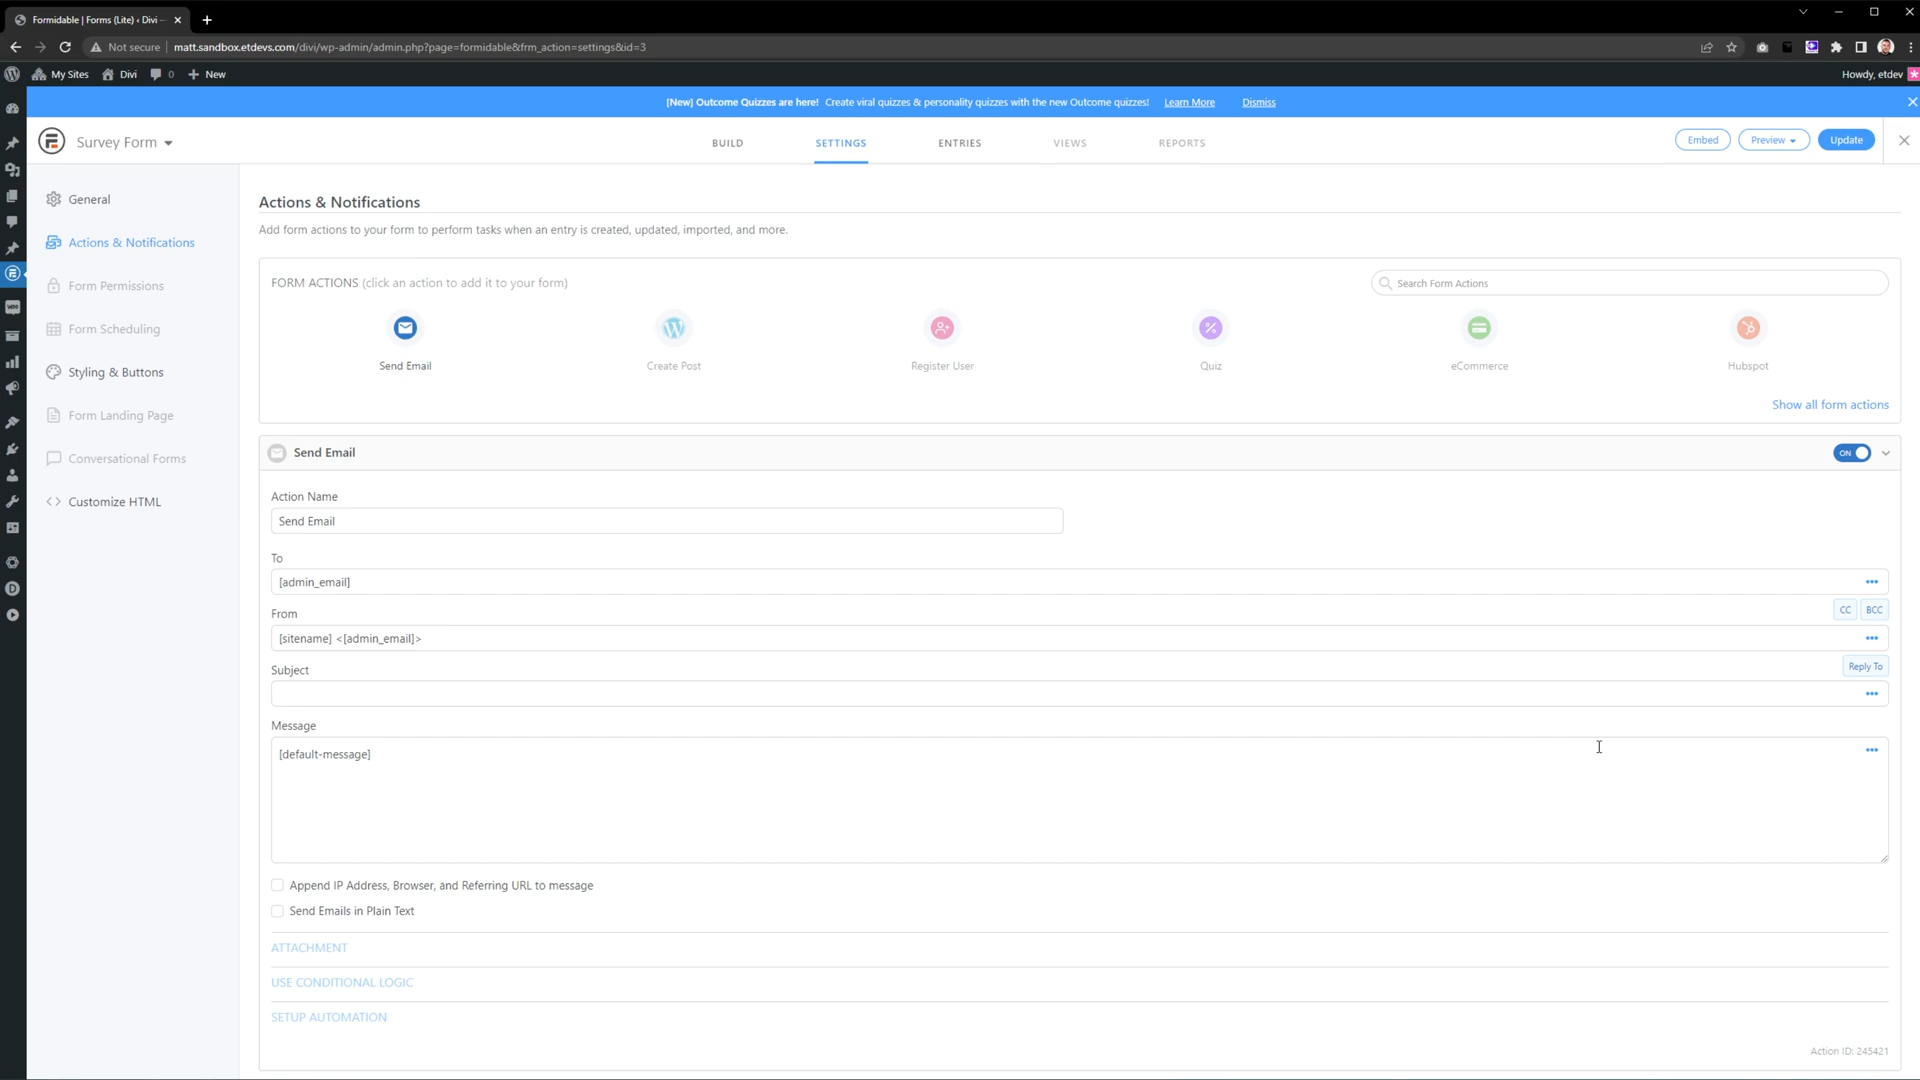 Formidable | Forms (Lite) ‹ Divi —
Not secure
matt.sandbox.etdevs.com/divi/wp-admin/admin.php?page=formidable&frm_action=settings&id=3
My Sites
Divi
0
New
Howdy, etdev
[New] Outcome Quizzes are here! Create viral quizzes & personality quizzes with the new Outcome quizzes! Learn More Dismiss
Survey Form
BUILD
SETTINGS
ENTRIES
VIEWS
REPORTS
Embed
Preview
Update
General
Actions & Notifications
Form Permissions
Form Scheduling
Styling & Buttons
Form Landing Page
Conversational Forms
Customize HTML
Actions & Notifications
Add form actions to your form to perform tasks when an entry is created, updated, imported, and more.
FORM ACTIONS (click an action to add it to your form)
Search Form Actions
Send Email
Create Post
Register User
Quiz
eCommerce
Hubspot
Show all form actions
Send Email
ON
Action Name
Send Email
To
[admin_email]
CC
BCC
From
[sitename] <[admin_email]>
Reply To
Subject
Message
[default-message]
Append IP Address, Browser, and Referring URL to message
Send Emails in Plain Text
ATTACHMENT
USE CONDITIONAL LOGIC
SETUP AUTOMATION
Action ID: 245421